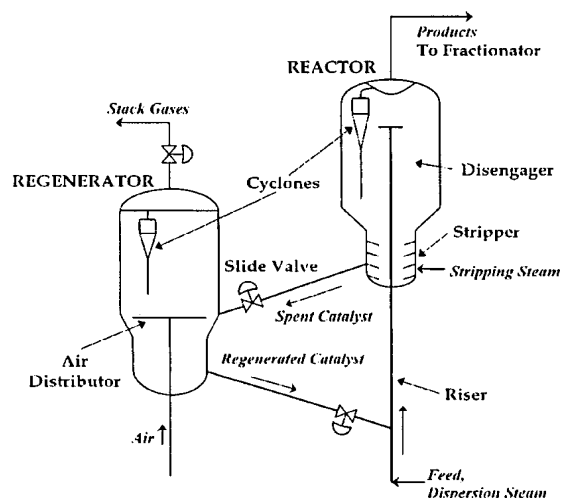 Products
To Fractionator
REACTOR
Stack Gases
REGENERATOR
Cyclones
Disengager
Stripper
Slide Valve
Stripping Steam
Spent Catalyst
Air
Distributor
Regenerated Catalyst
Riser
Air
Feed,
Dispersion Steam